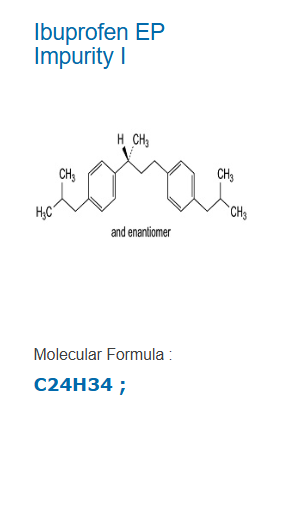 Ibuprofen EP
Impurity I
H CH3
CH3
CH3
H3C
CH3
and enantiomer
Molecular Formula :
C24H34 ;